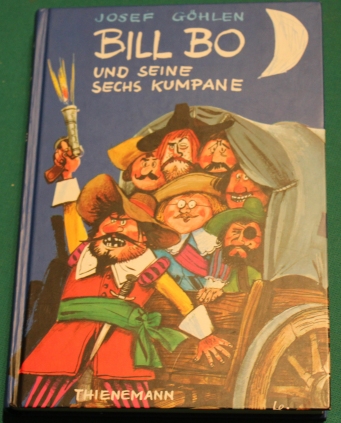 JOSEF GÖHLEN
BILL BO
UND SEINE
SECHS KUMPANE
THIENEMANN